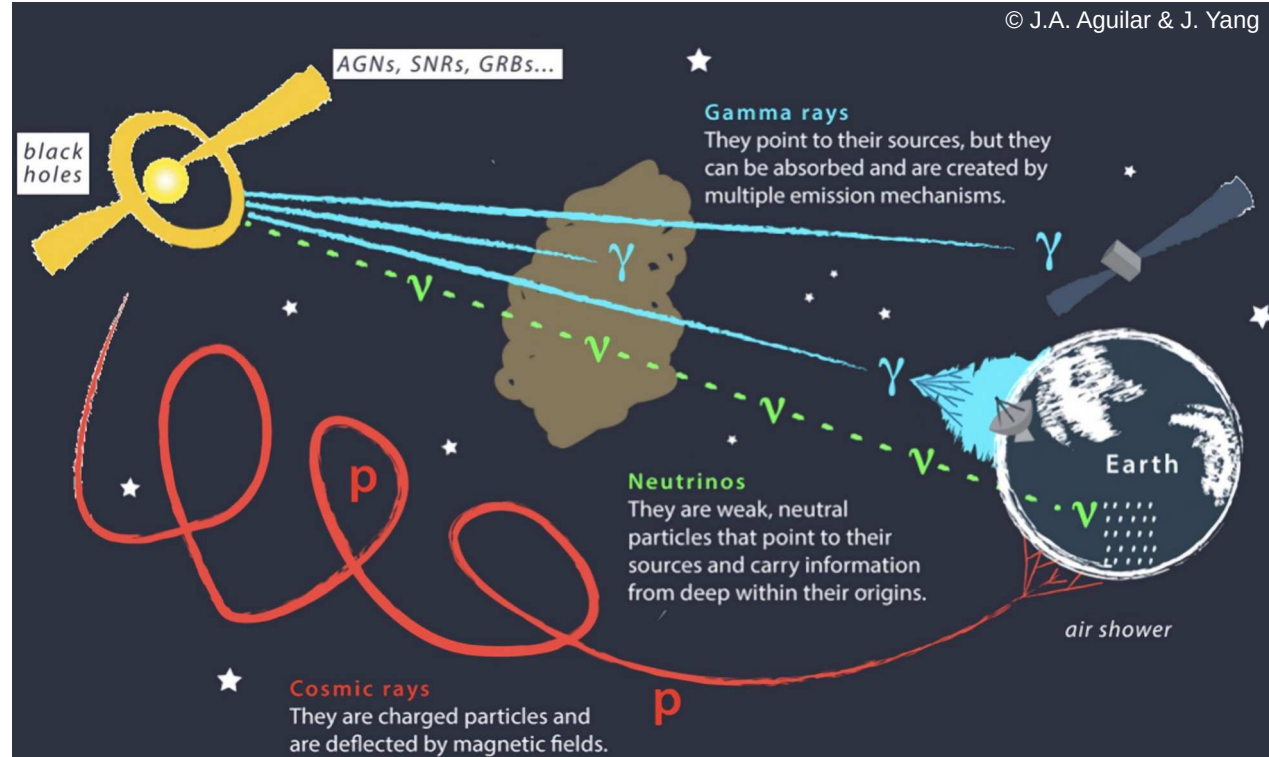 © J.A. Aguilar & J. Yang
AGNs, SNRs, GRBs...
black
holes
Gamma rays
They point to their sources, but they
can be absorbed and are created by
multiple emission mechanisms.
γ
γ
γ
ν
ν
ν
ν
ν
Earth
Neutrinos
They are weak, neutral
particles that point to their
sources and carry information
from deep within their origins.
air shower
p
p
Cosmic rays
They are charged particles and
are deflected by magnetic fields.